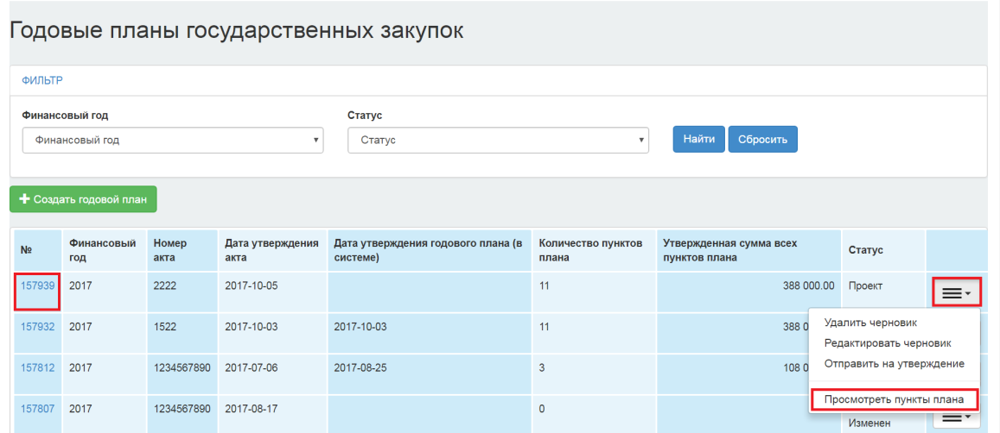 Годовые планы государственных закупок
ФИЛЬТР
Финансовый год Статус
Финансовый год Статус Найти Сбросить
Создать годовой план
№ Финансовый год Номер акта Дата утверждения акта Дата утверждения годового плана (в системе) Количество пунктов плана Утвержденная сумма всех пунктов плана Статус
157939 2017 2222 2017-10-05 11 388 000.00 Проект
157932 2017 1522 2017-10-03 2017-10-03 11 388 0
157812 2017 1234567890 2017-07-06 2017-08-25 3 108 0
157807 2017 1234567890 2017-08-17 0
Изменен
Удалить черновик
Редактировать черновик
Отправить на утверждение
Просмотреть пункты плана